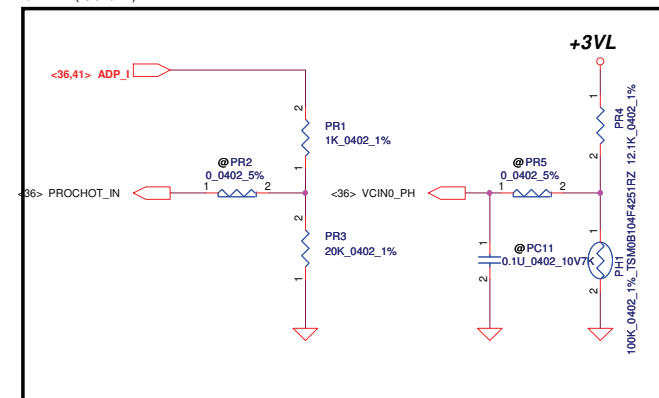 +3VL
<36,41> ADP_I
2
PR1
1K_0402_1%
1
1
PR4
12.1K_0402_1%
2
@PR2
0_0402_5%
<36> PROCHOT_IN
1
2
@PR5
0_0402_5%
<36> VCIN0_PH
1
2
2
PR3
20K_0402_1%
1
1
@PC11
0.1U_0402_10V7K
2
1
PH1
100K_0402_1%_TSM0B104F4251RZ
2